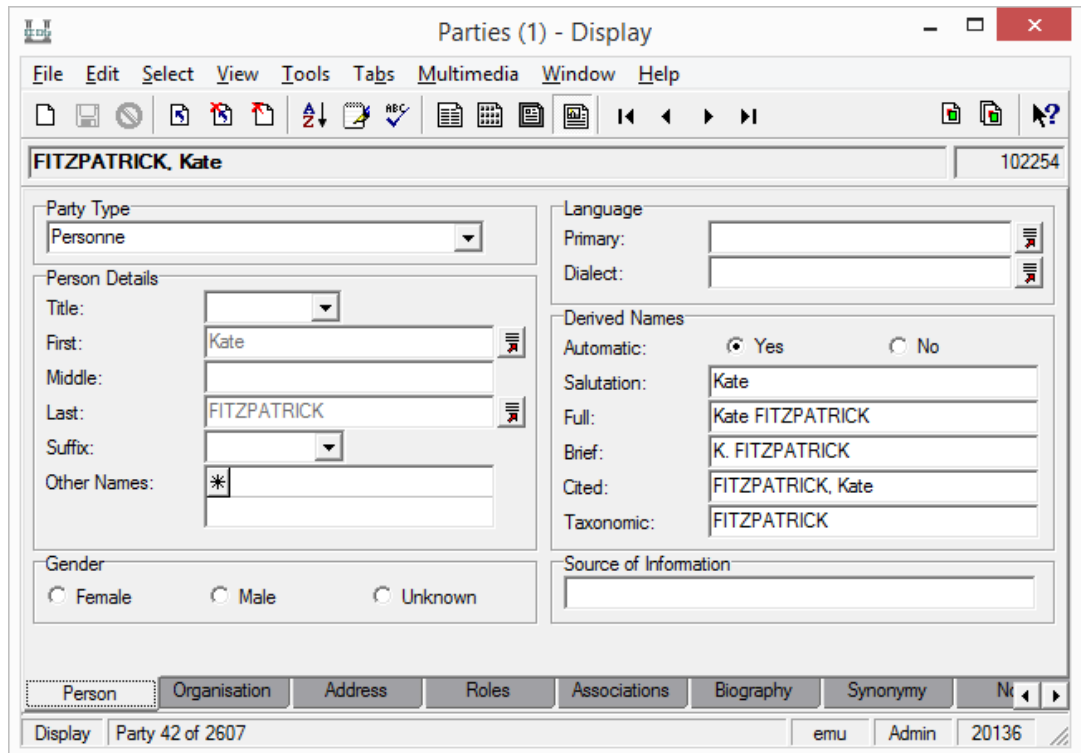 Parties (1) - Display
File Edit Select View Tools Tabs Multimedia Window Help
FITZPATRICK, Kate 102254
Party Type
Personne
Person Details
Title:
First: Kate
Middle:
Last: FITZPATRICK
Suffix:
Other Names:
Gender
Female Male Unknown
Language
Primary:
Dialect:
Derived Names
Automatic: Yes No
Salutation: Kate
Full: Kate FITZPATRICK
Brief: K. FITZPATRICK
Cited: FITZPATRICK, Kate
Taxonomic: FITZPATRICK
Source of Information
Person Organisation Address Roles Associations Biography Synonymy
Display Party 42 of 2607 emu Admin 20136